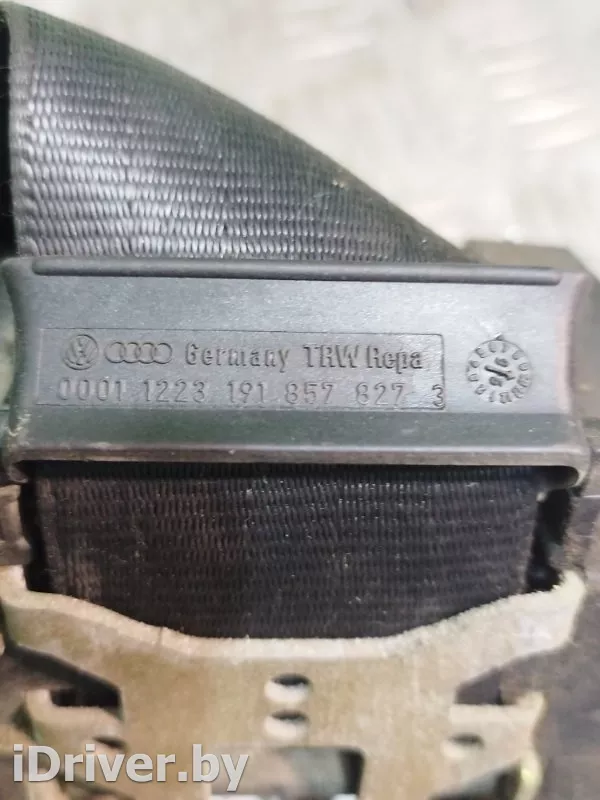 Germany TRW Repa
0001 1223 191 857 827 3
iDriver.by